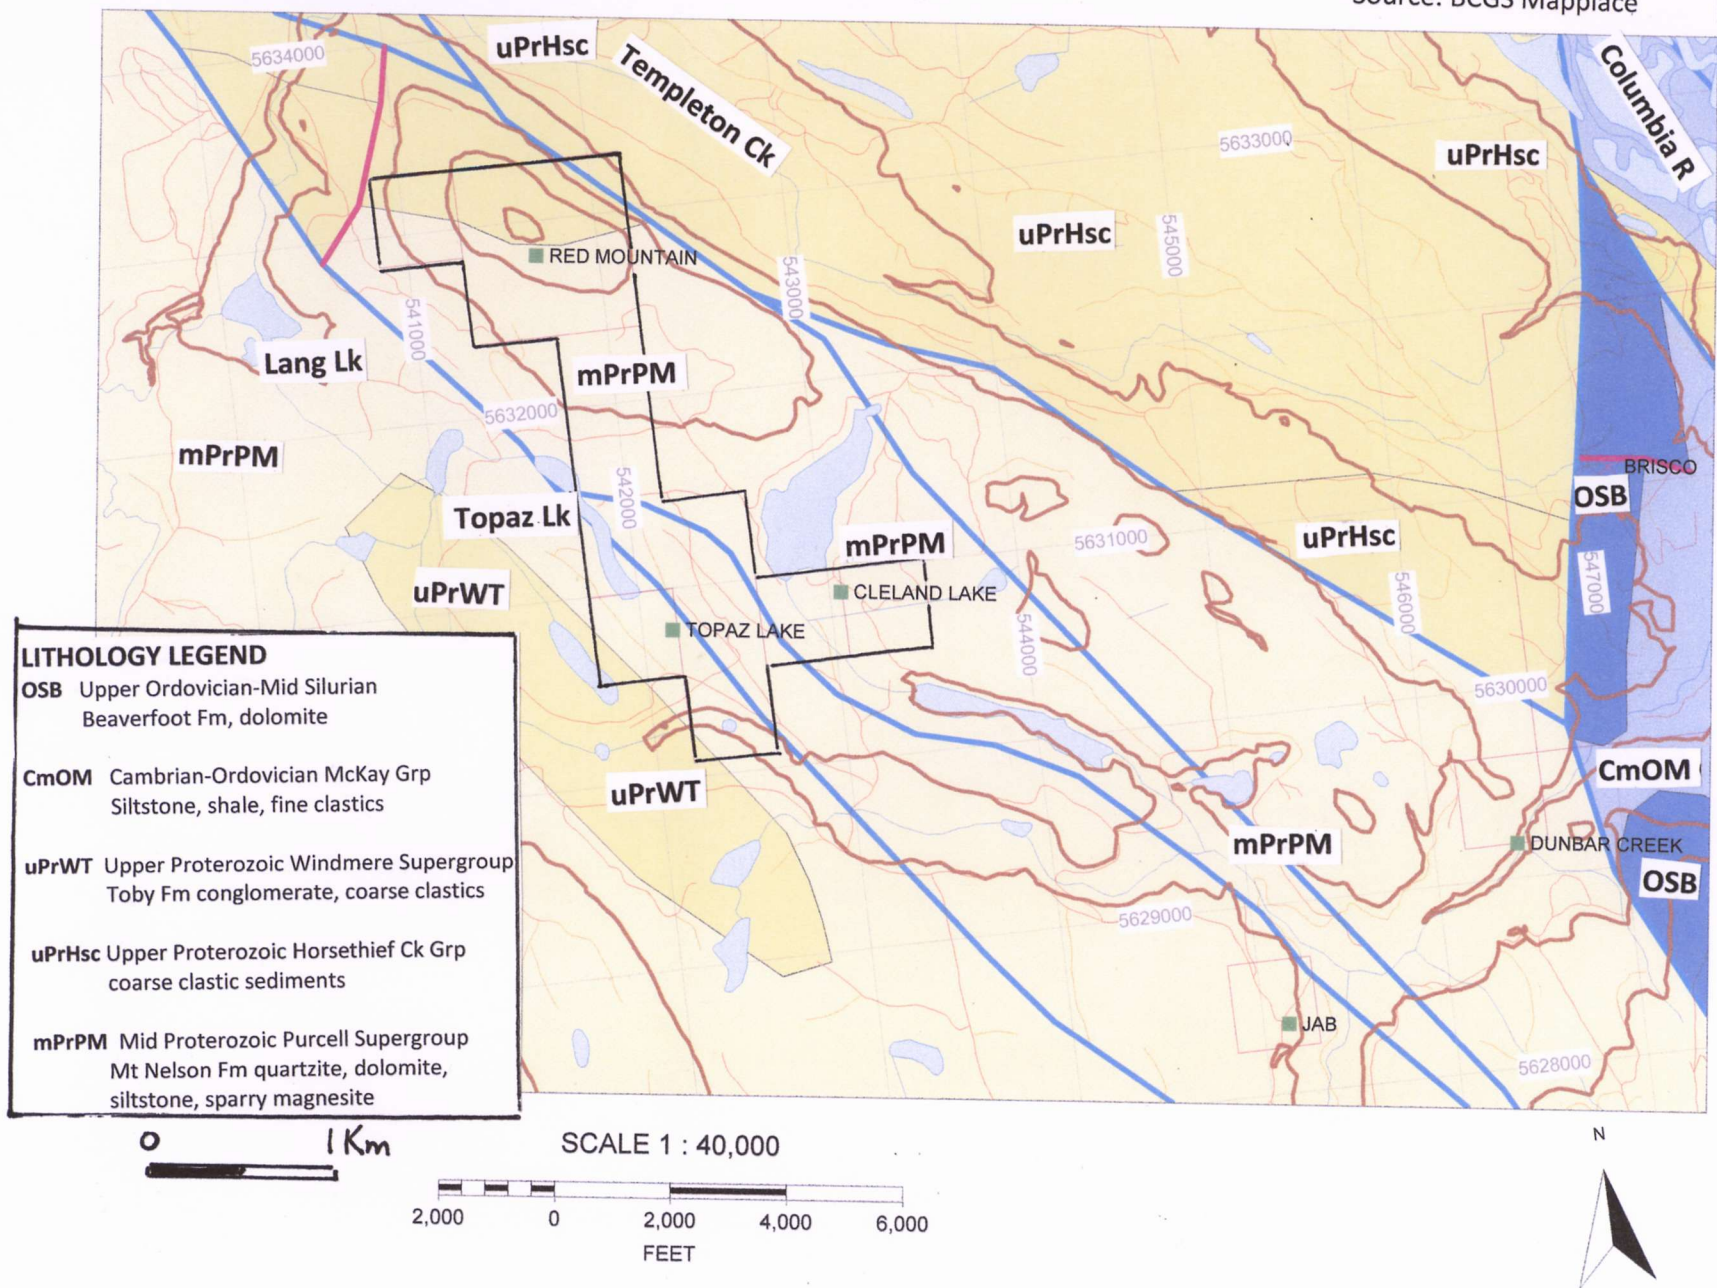 Source: BCGS Mapplace
5634000
uPrHsc
Templeton Ck
5633000
uPrHsc
Columbia R
uPrHsc
545000
RED MOUNTAIN
543000
541000
Lang Lk
mPrPM
5632000
mPrPM
BRISCO
OSB
542000
Topaz Lk
mPrPM
5631000
uPrHsc
547000
546000
uPrWT
CLELAND LAKE
TOPAZ LAKE
544000
5630000
uPrWT
CmOM
mPrPM
DUNBAR CREEK
OSB
5629000
JAB
5628000
LITHOLOGY LEGEND
OSB Upper Ordovician-Mid Silurian
Beaverfoot Fm, dolomite
CmOM Cambrian-Ordovician McKay Grp
Siltstone, shale, fine clastics
uPrWT Upper Proterozoic Windmere Supergroup
Toby Fm conglomerate, coarse clastics
uPrHsc Upper Proterozoic Horsethief Ck Grp
coarse clastic sediments
mPrPM Mid Proterozoic Purcell Supergroup
Mt Nelson Fm quartzite, dolomite,
siltstone, sparry magnesite
0 1 Km
SCALE 1 : 40,000
2,000 0 2,000 4,000 6,000
FEET
N